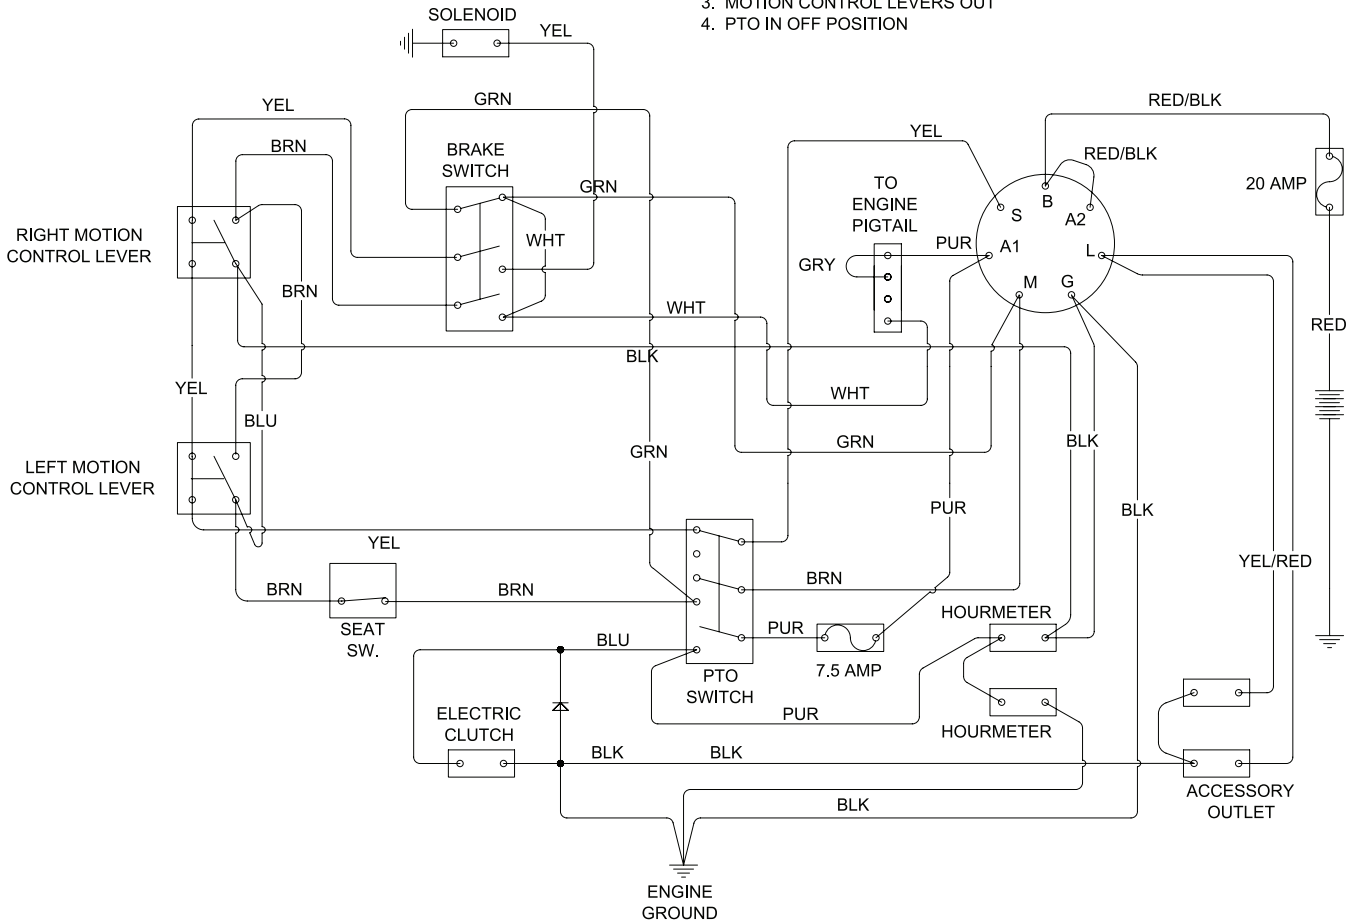 3. MOTION CONTROL LEVERS OUT
4. PTO IN OFF POSITION
SOLENOID
YEL
GRN
YEL
BRN
BRAKE
SWITCH
GRN
WHT
YEL
RED/BLK
RED/BLK
20 AMP
TO
ENGINE
PIGTAIL
S
B
A2
PUR
A1
L
GRY
M
G
RIGHT MOTION
CONTROL LEVER
BRN
WHT
RED
BLK
YEL
WHT
BLU
GRN
BLK
LEFT MOTION
CONTROL LEVER
GRN
PUR
BLK
YEL
YEL/RED
BRN
BRN
BRN
SEAT
SW.
BLU
PUR
7.5 AMP
HOURMETER
PTO
SWITCH
PUR
HOURMETER
ELECTRIC
CLUTCH
BLK
BLK
BLK
ACCESSORY
OUTLET
ENGINE
GROUND